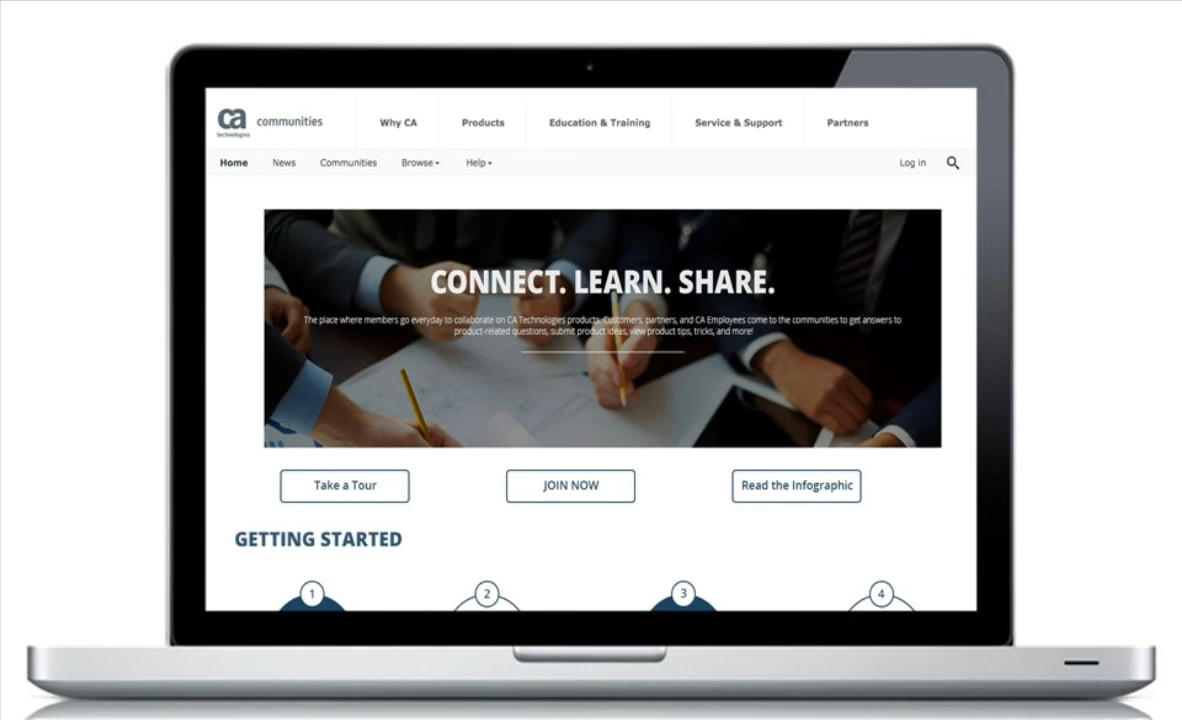 ca
technologies
communities
Why CA
Products
Education & Training
Service & Support
Partners
Home
News
Communities
Browse
Help
Log in
CONNECT. LEARN. SHARE.
The place where members go everyday to collaborate on CA Technologies products. Customers, partners, and CA Employees come to the communities to get answers to
product-related questions, submit product ideas, view product tips, tricks, and more!
Take a Tour
JOIN NOW
Read the Infographic
GETTING STARTED
1
2
3
4